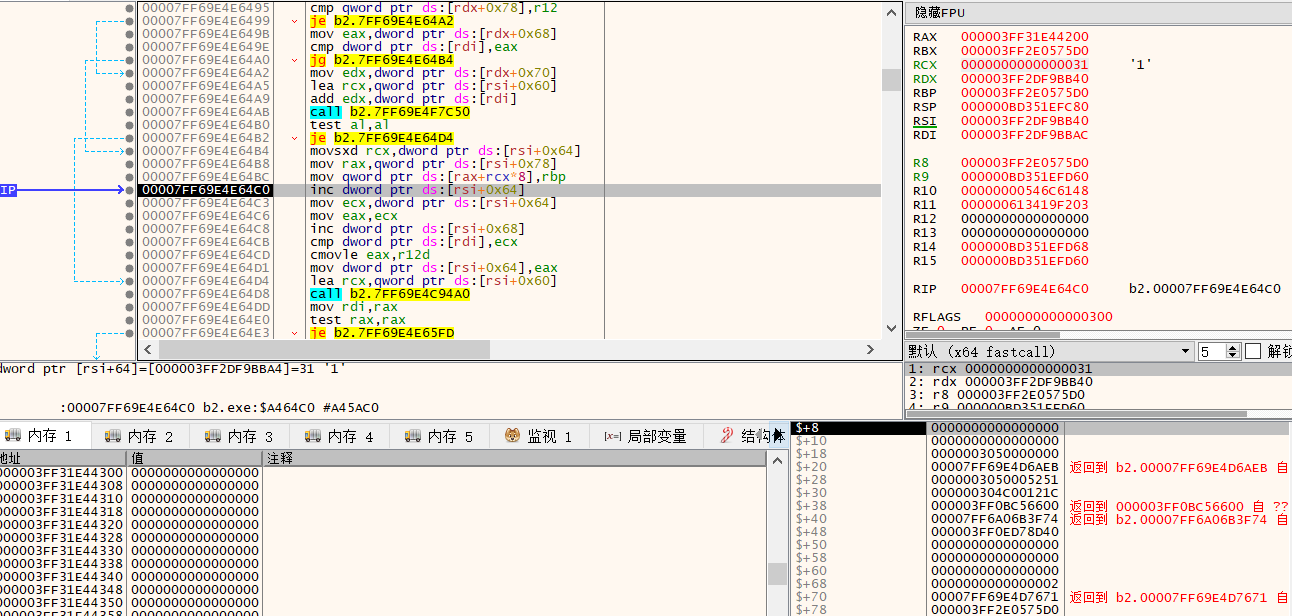 00007FF69E4E6495 cmp qword ptr ds:[rdx+0x78],r12
00007FF69E4E6499 je b2.7FF69E4E64A2
00007FF69E4E649B mov eax,dword ptr ds:[rdx+0x68]
00007FF69E4E649E cmp dword ptr ds:[rdi],eax
00007FF69E4E64A0 jg b2.7FF69E4E64B4
00007FF69E4E64A2 mov edx,dword ptr ds:[rdx+0x70]
00007FF69E4E64A5 lea rcx,qword ptr ds:[rsi+0x60]
00007FF69E4E64A9 add edx,dword ptr ds:[rdi]
00007FF69E4E64AB call b2.7FF69E4F7C50
00007FF69E4E64B0 test al,al
00007FF69E4E64B2 je b2.7FF69E4E64D4
00007FF69E4E64B4 movsxd rcx,dword ptr ds:[rsi+0x64]
00007FF69E4E64B8 mov rax,qword ptr ds:[rsi+0x78]
00007FF69E4E64BC mov qword ptr ds:[rax+rcx*8],rbp
IP 00007FF69E4E64C0 inc dword ptr ds:[rsi+0x64]
00007FF69E4E64C3 mov ecx,dword ptr ds:[rsi+0x64]
00007FF69E4E64C6 mov eax,ecx
00007FF69E4E64C8 inc dword ptr ds:[rsi+0x68]
00007FF69E4E64CB cmp dword ptr ds:[rdi],ecx
00007FF69E4E64CD cmovle eax,r12d
00007FF69E4E64D1 mov dword ptr ds:[rsi+0x64],eax
00007FF69E4E64D4 lea rcx,qword ptr ds:[rsi+0x60]
00007FF69E4E64D8 call b2.7FF69E4C94A0
00007FF69E4E64DD mov rdi,rax
00007FF69E4E64E0 test rax,rax
00007FF69E4E64E3 je b2.7FF69E4E65FD
隐藏FPU
RAX 000003FF31E44200
RBX 000003FF2E0575D0
RCX 0000000000000031 '1'
RDX 000003FF2DF9BB40
RBP 000003FF2E0575D0
RSP 000000BD351EFC80
RSI 000003FF2DF9BB40
RDI 000003FF2DF9BBAC
R8 000003FF2E0575D0
R9 000000BD351EFD60
R10 00000000546C6148
R11 000000613419F203
R12 0000000000000000
R13 0000000000000000
R14 000000BD351EFD68
R15 000000BD351EFD60
RIP 00007FF69E4E64C0 b2.00007FF69E4E64C0
RFLAGS 0000000000000300
默认 (x64 fastcall) 5 解锁
1: rcx 0000000000000031
2: rdx 000003FF2DF9BB40
3: r8 000003FF2E0575D0
4: r9 000000BD351EFD60
dword ptr [rsi+64]=[000003FF2DF9BBA4]=31 '1'
:00007FF69E4E64C0 b2.exe:$A464C0 #A45AC0
内存 1 内存 2 内存 3 内存 4 内存 5 监视 1 [x=] 局部变量 结构体
地址 值 注释
000003FF31E44300 0000000000000000
000003FF31E44308 0000000000000000
000003FF31E44310 0000000000000000
000003FF31E44318 0000000000000000
000003FF31E44320 0000000000000000
000003FF31E44328 0000000000000000
000003FF31E44330 0000000000000000
000003FF31E44338 0000000000000000
000003FF31E44340 0000000000000000
000003FF31E44348 0000000000000000
000003FF31E44350 0000000000000000
$+8 0000000000000000
$+10 0000000000000000
$+18 0000003050000000
$+20 00007FF69E4D6AEB 返回到 b2.00007FF69E4D6AEB 自
$+28 0000003050005251
$+30 000000304C00121C
$+38 000003FF0BC56600 返回到 000003FF0BC56600 自 ??
$+40 00007FF6A06B3F74 返回到 b2.00007FF6A06B3F74 自
$+48 000003FF0ED78D40
$+50 0000000000000000
$+58 0000000000000000
$+60 0000000000000000
$+68 0000000000000002
$+70 00007FF69E4D7671 返回到 b2.00007FF69E4D7671 自
$+78 000003FF2E0575D0